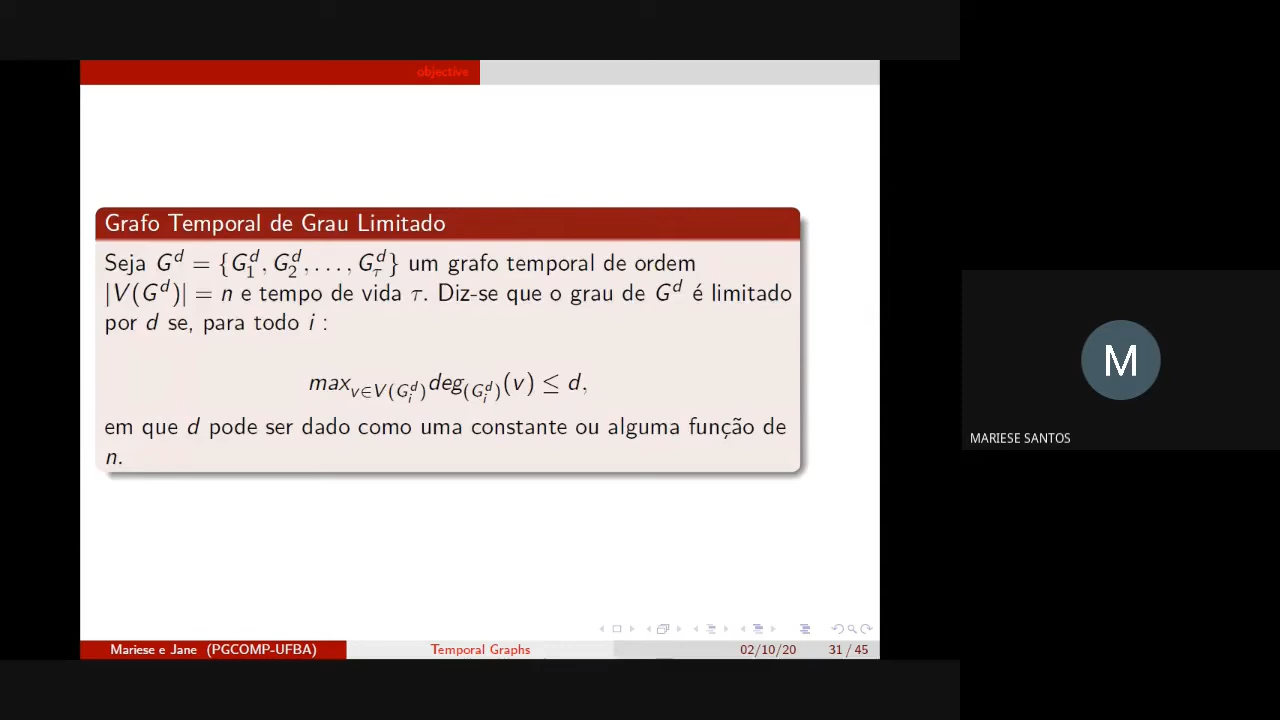 objective
Grafo Temporal de Grau Limitado
Seja G^d = {G_1^d, G_2^d, . . . , G_τ^d} um grafo temporal de ordem
|V(G^d)| = n e tempo de vida τ. Diz-se que o grau de G^d é limitado
por d se, para todo i :
max_{v∈V(G_i^d)} deg_{(G_i^d)}(v) ≤ d,
em que d pode ser dado como uma constante ou alguma função de
n.
M
MARIESE SANTOS
Mariese e Jane (PGCOMP-UFBA) Temporal Graphs 02/10/20 31 / 45